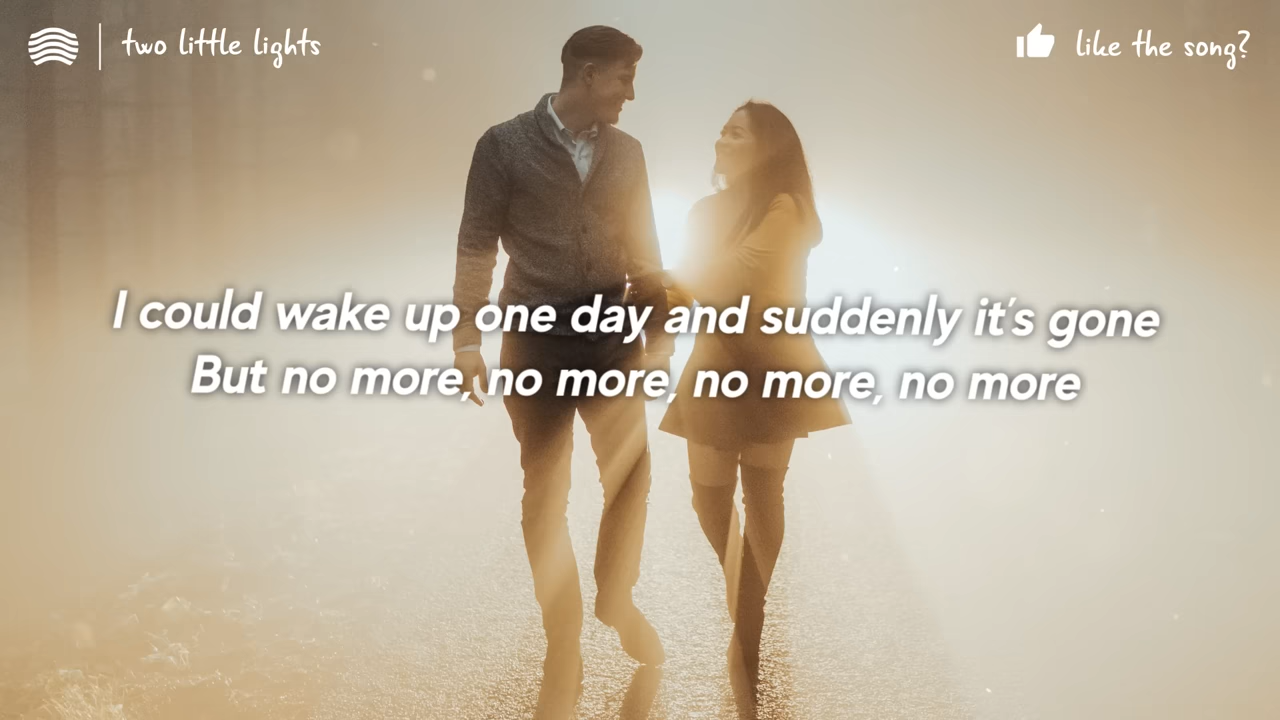 two little lights
like the song?
I could wake up one day and suddenly it's gone
But no more, no more, no more, no more